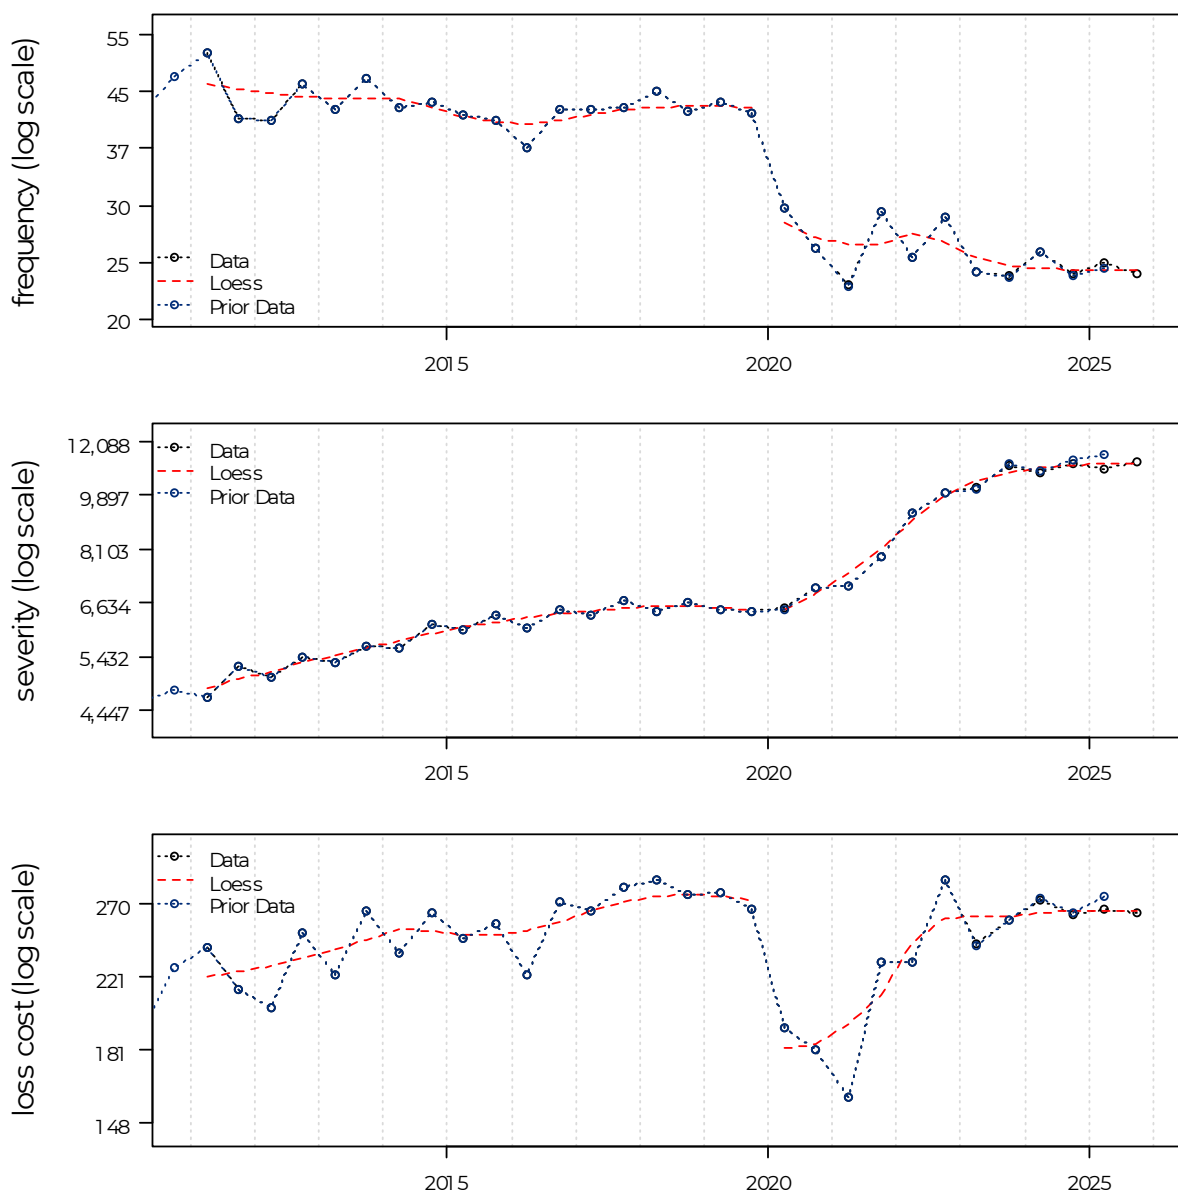 frequency (log scale)
55
45
37
30
25
20
Data
Loess
Prior Data
2015
2020
2025
severity (log scale)
12,088
9,897
8,103
6,634
5,432
4,447
Data
Loess
Prior Data
2015
2020
2025
loss cost (log scale)
270
221
181
148
Data
Loess
Prior Data
2015
2020
2025